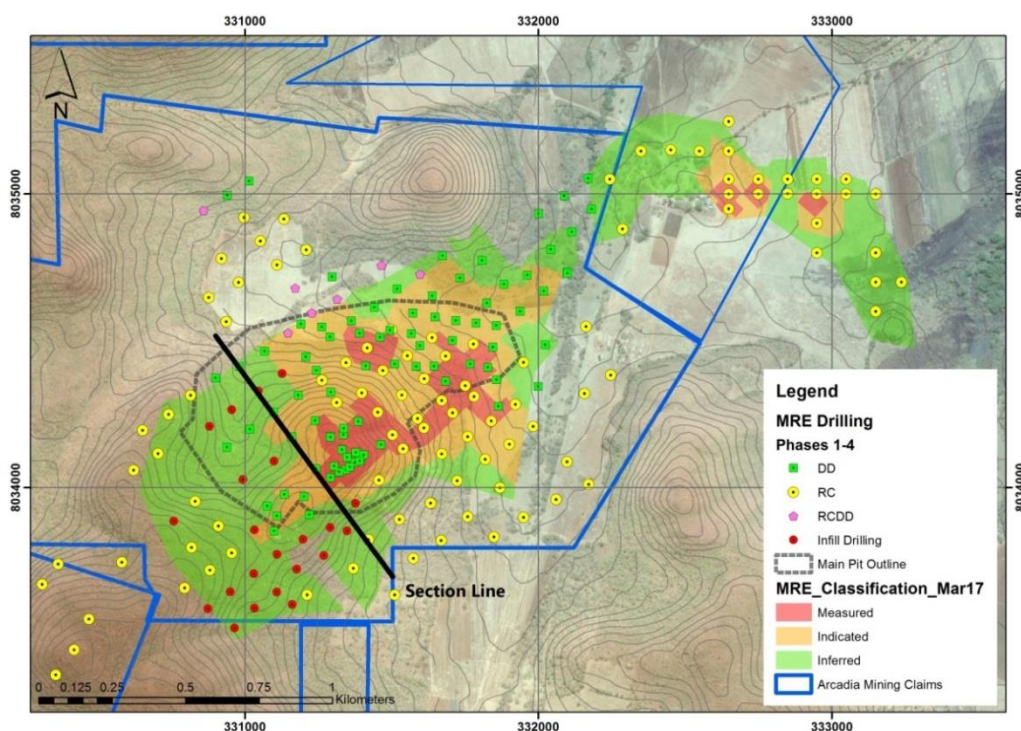 331000
332000
333000
N
8035000
8035000
8034000
8034000
Section Line
Legend
MRE Drilling
Phases 1-4
DD
RC
RCDD
Infill Drilling
Main Pit Outline
MRE_Classification_Mar17
Measured
Indicated
Inferred
Arcadia Mining Claims
0 0.125 0.25 0.5 0.75 1
Kilometers
331000
332000
333000